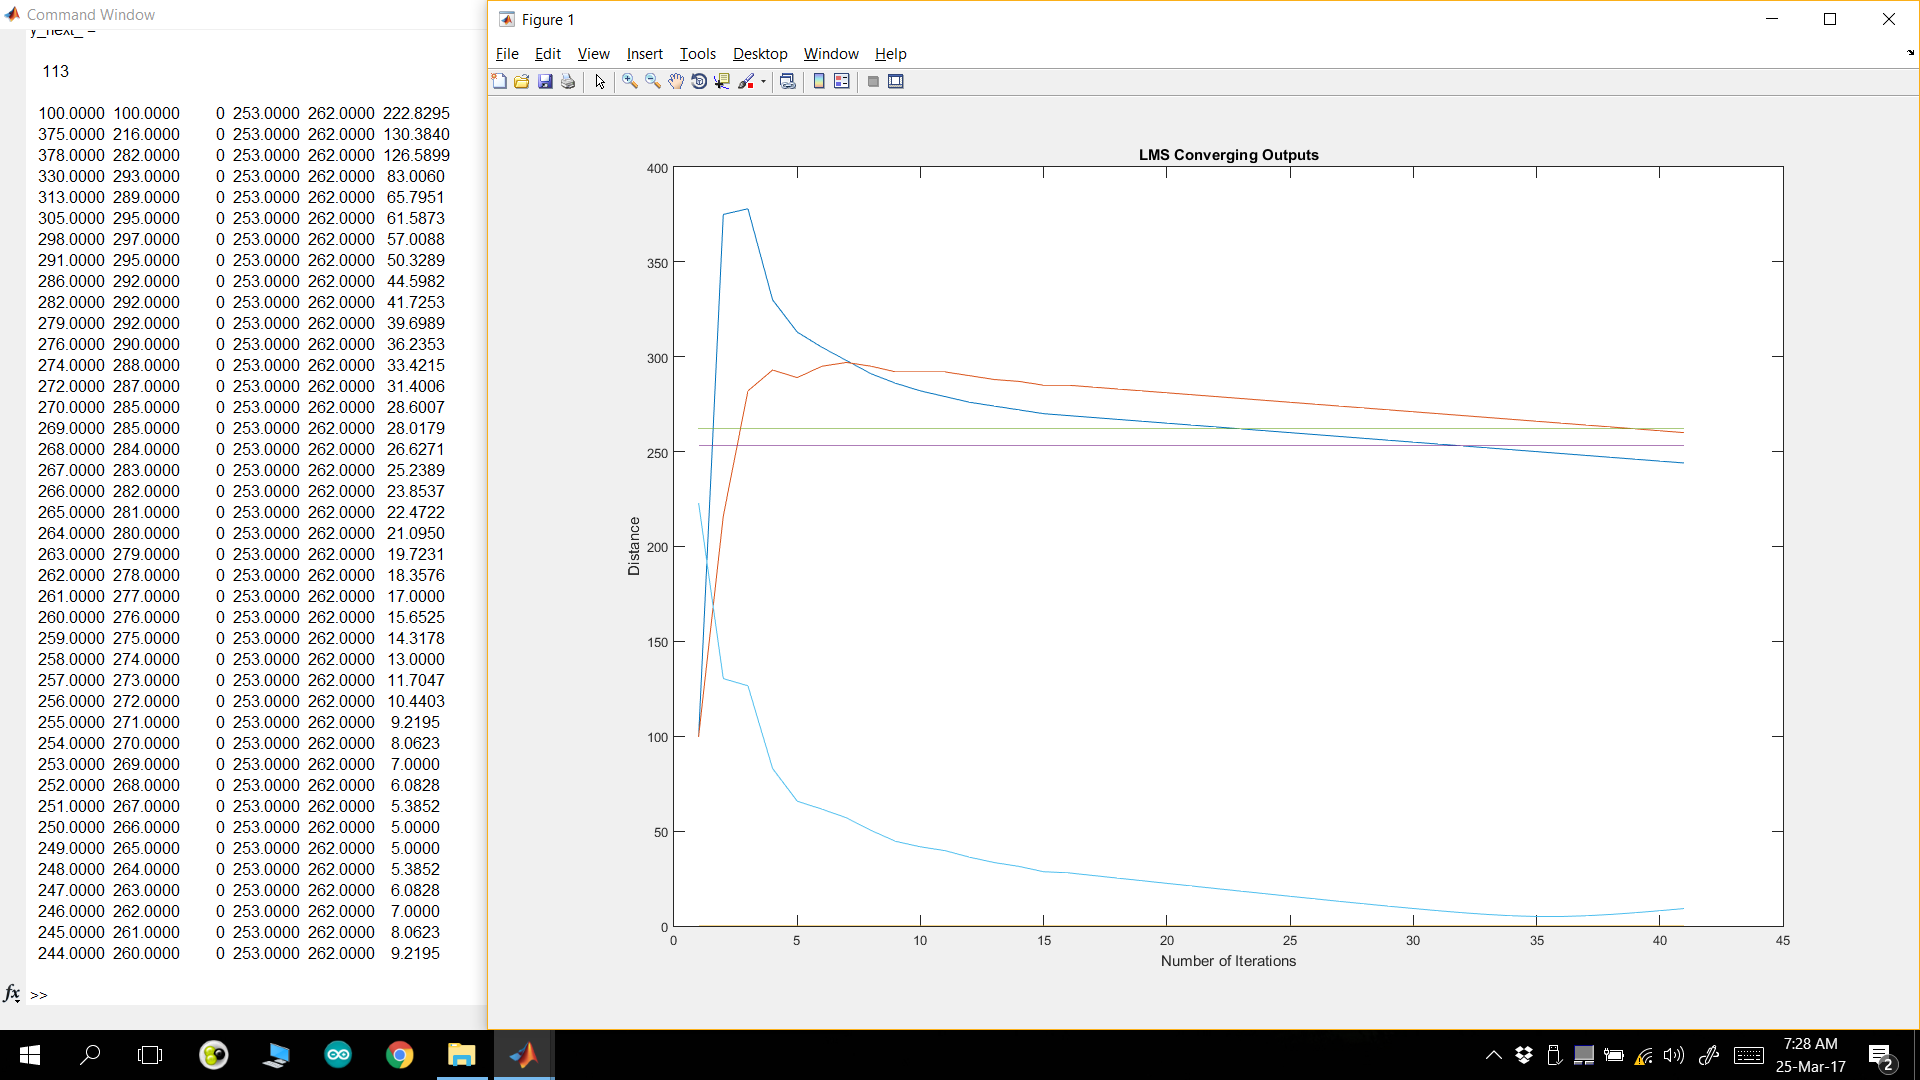 Command Window
y_next_ =
113
100.0000 100.0000 0 253.0000 262.0000 222.8295
375.0000 216.0000 0 253.0000 262.0000 130.3840
378.0000 282.0000 0 253.0000 262.0000 126.5899
330.0000 293.0000 0 253.0000 262.0000 83.0060
313.0000 289.0000 0 253.0000 262.0000 65.7951
305.0000 295.0000 0 253.0000 262.0000 61.5873
298.0000 297.0000 0 253.0000 262.0000 57.0088
291.0000 295.0000 0 253.0000 262.0000 50.3289
286.0000 292.0000 0 253.0000 262.0000 44.5982
282.0000 292.0000 0 253.0000 262.0000 41.7253
279.0000 292.0000 0 253.0000 262.0000 39.6989
276.0000 290.0000 0 253.0000 262.0000 36.2353
274.0000 288.0000 0 253.0000 262.0000 33.4215
272.0000 287.0000 0 253.0000 262.0000 31.4006
270.0000 285.0000 0 253.0000 262.0000 28.6007
269.0000 285.0000 0 253.0000 262.0000 28.0179
268.0000 284.0000 0 253.0000 262.0000 26.6271
267.0000 283.0000 0 253.0000 262.0000 25.2389
266.0000 282.0000 0 253.0000 262.0000 23.8537
265.0000 281.0000 0 253.0000 262.0000 22.4722
264.0000 280.0000 0 253.0000 262.0000 21.0950
263.0000 279.0000 0 253.0000 262.0000 19.7231
262.0000 278.0000 0 253.0000 262.0000 18.3576
261.0000 277.0000 0 253.0000 262.0000 17.0000
260.0000 276.0000 0 253.0000 262.0000 15.6525
259.0000 275.0000 0 253.0000 262.0000 14.3178
258.0000 274.0000 0 253.0000 262.0000 13.0000
257.0000 273.0000 0 253.0000 262.0000 11.7047
256.0000 272.0000 0 253.0000 262.0000 10.4403
255.0000 271.0000 0 253.0000 262.0000 9.2195
254.0000 270.0000 0 253.0000 262.0000 8.0623
253.0000 269.0000 0 253.0000 262.0000 7.0000
252.0000 268.0000 0 253.0000 262.0000 6.0828
251.0000 267.0000 0 253.0000 262.0000 5.3852
250.0000 266.0000 0 253.0000 262.0000 5.0000
249.0000 265.0000 0 253.0000 262.0000 5.0000
248.0000 264.0000 0 253.0000 262.0000 5.3852
247.0000 263.0000 0 253.0000 262.0000 6.0828
246.0000 262.0000 0 253.0000 262.0000 7.0000
245.0000 261.0000 0 253.0000 262.0000 8.0623
244.0000 260.0000 0 253.0000 262.0000 9.2195
fx >>
Figure 1
File Edit View Insert Tools Desktop Window Help
LMS Converging Outputs
400
350
300
250
200
150
100
50
0
Distance
0 5 10 15 20 25 30 35 40 45
Number of Iterations
7:28 AM
25-Mar-17
2